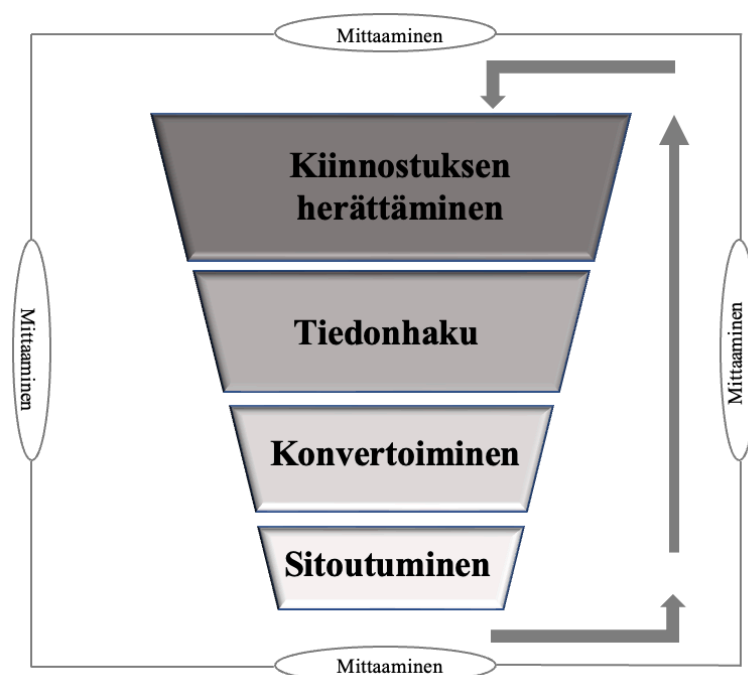 Mittaaminen
Kiinnostuksen
herättäminen
Mittaaminen
Tiedonhaku
Mittaaminen
Konvertoiminen
Sitoutuminen
Mittaaminen